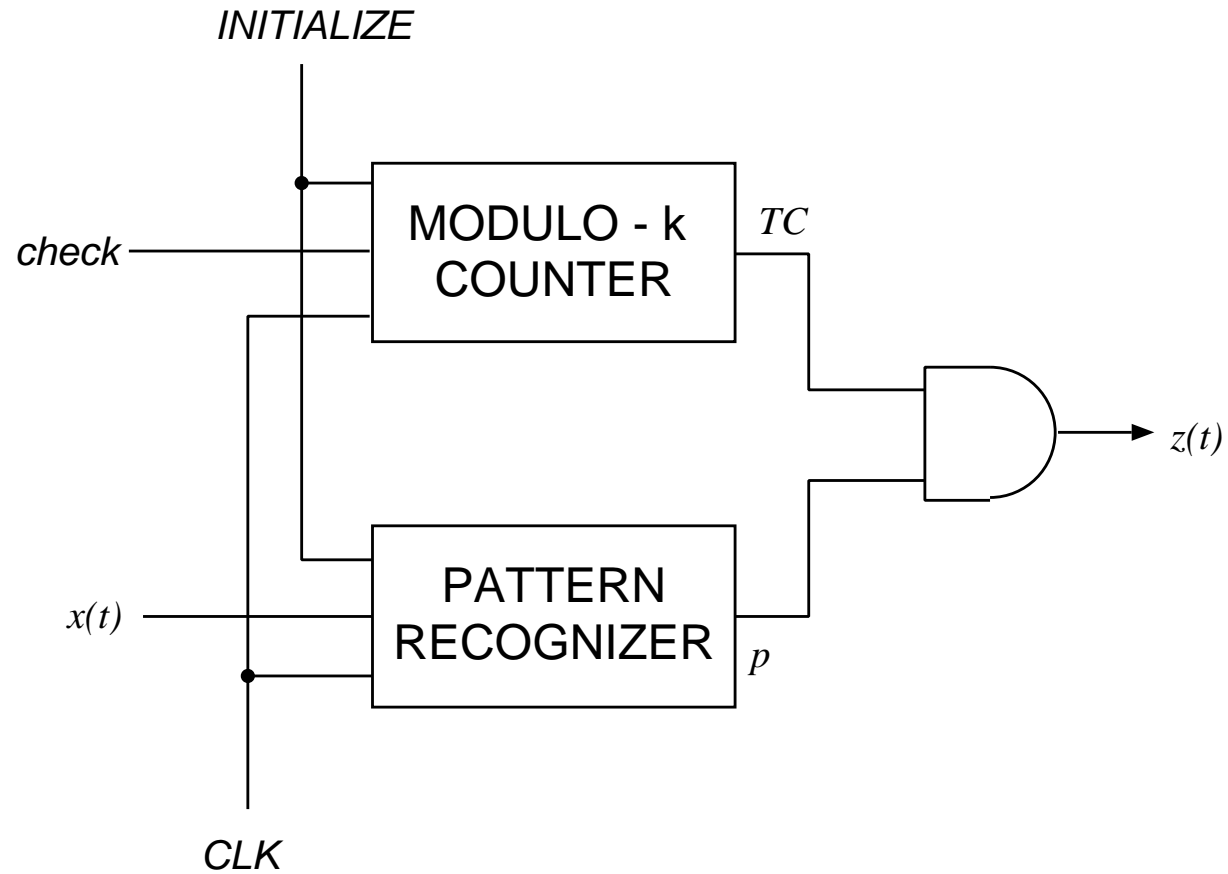 INITIALIZE
MODULO - k
COUNTER
TC
check
z(t)
PATTERN
RECOGNIZER
x(t)
p
CLK